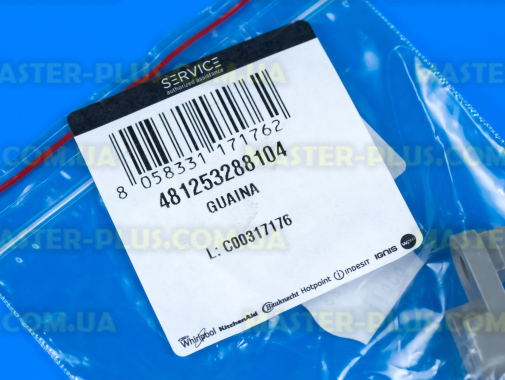 SERVICE
authorized assistance
8 058331 171762
481253288104
GUAINA
L: C00317176
Whirlpool KitchenAid Bauknecht Hotpoint INDESIT IGNIS
MASTER-PLUS.COM.UA